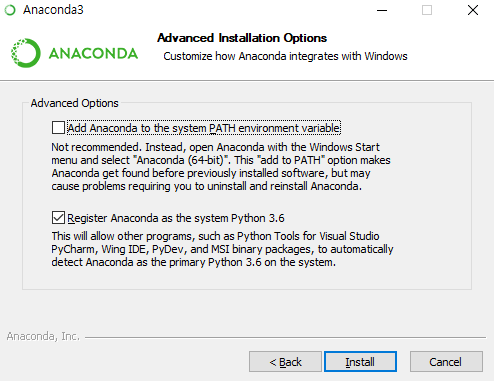 Anaconda3
ANACONDA
Advanced Installation Options
Customize how Anaconda integrates with Windows
Advanced Options
Add Anaconda to the system PATH environment variable
Not recommended. Instead, open Anaconda with the Windows Start
menu and select "Anaconda (64-bit)". This "add to PATH" option makes
Anaconda get found before previously installed software, but may
cause problems requiring you to uninstall and reinstall Anaconda.
Register Anaconda as the system Python 3.6
This will allow other programs, such as Python Tools for Visual Studio
PyCharm, Wing IDE, PyDev, and MSI binary packages, to automatically
detect Anaconda as the primary Python 3.6 on the system.
Anaconda, Inc.
< Back
Install
Cancel